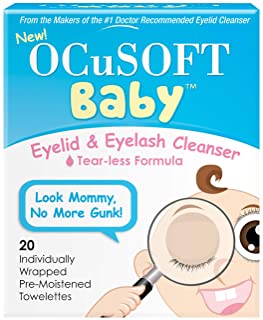 From the Makers of the #1 Doctor Recommended Eyelid Cleanser
New!
OCuSOFT
Baby™
Eyelid & Eyelash Cleanser
Tear-less Formula
Look Mommy,
No More Gunk!
20
Individually
Wrapped
Pre-Moistened
Towelettes